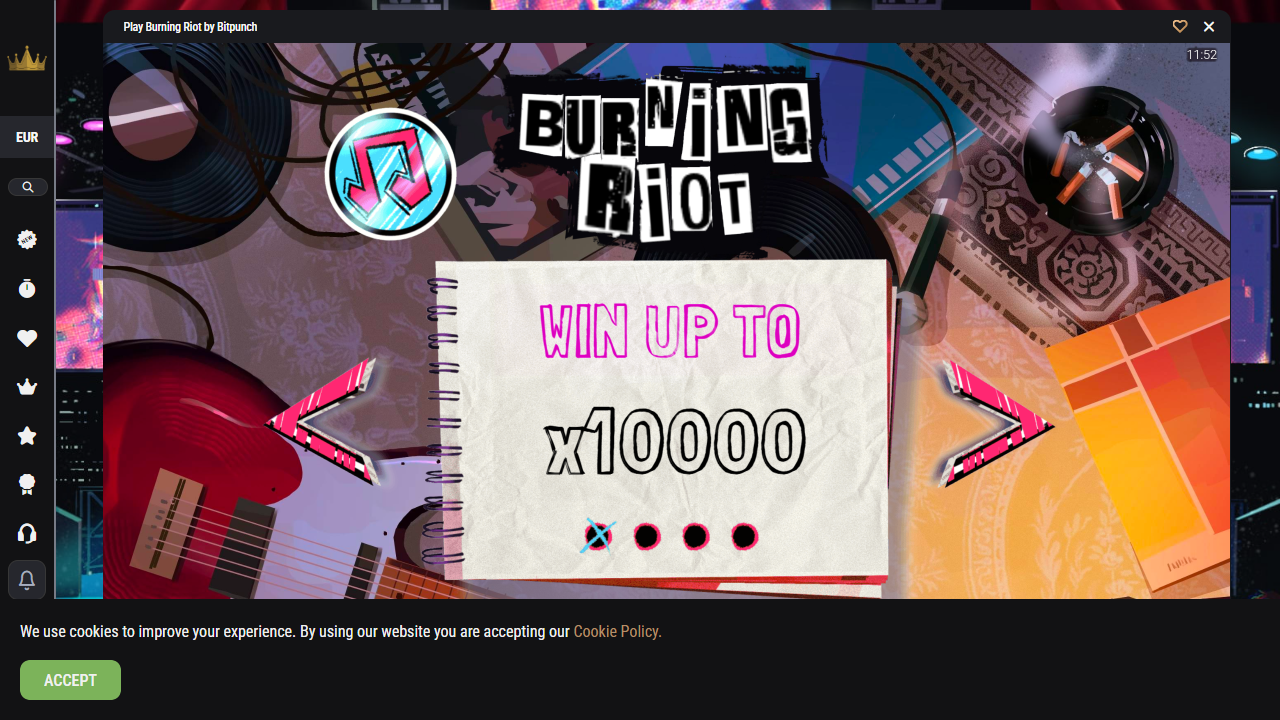 Play Burning Riot by Bitpunch
11:52
EUR
NEW
BURNING
RIOT
WIN UP TO
x10000
We use cookies to improve your experience. By using our website you are accepting our Cookie Policy.
ACCEPT